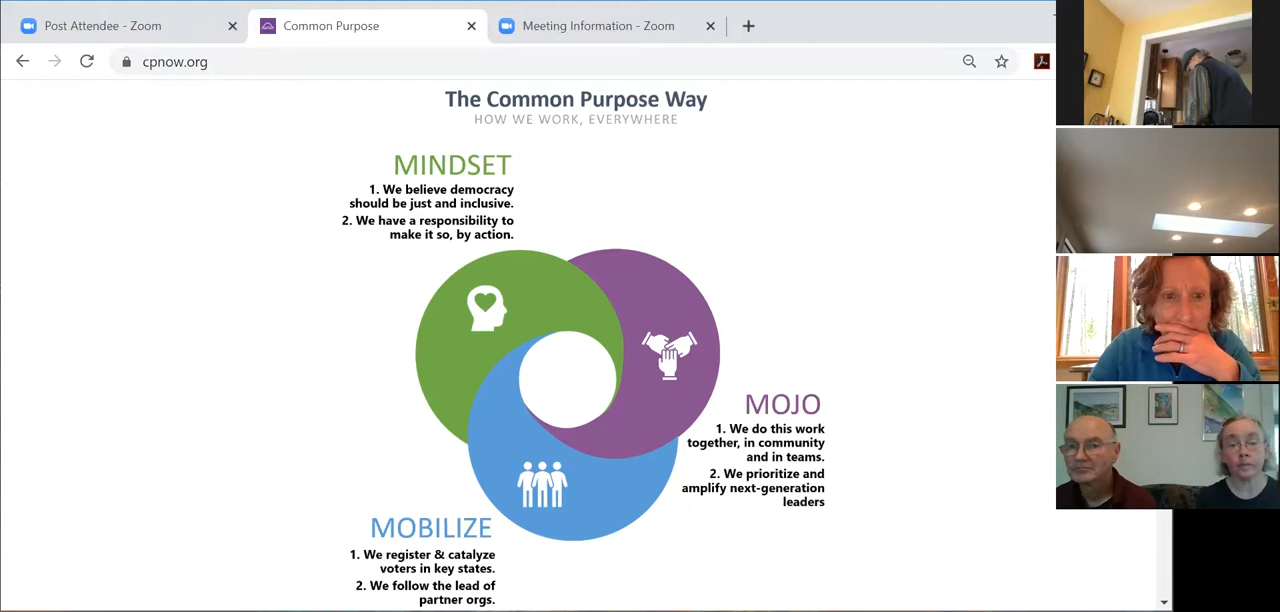 Post Attendee - Zoom
Common Purpose
Meeting Information - Zoom
cpnow.org
The Common Purpose Way
HOW WE WORK, EVERYWHERE
MINDSET
1. We believe democracy
should be just and inclusive.
2. We have a responsibility to
make it so, by action.
MOJO
1. We do this work
together, in community
and in teams.
2. We prioritize and
amplify next-generation
leaders
MOBILIZE
1. We register & catalyze
voters in key states.
2. We follow the lead of
partner orgs.